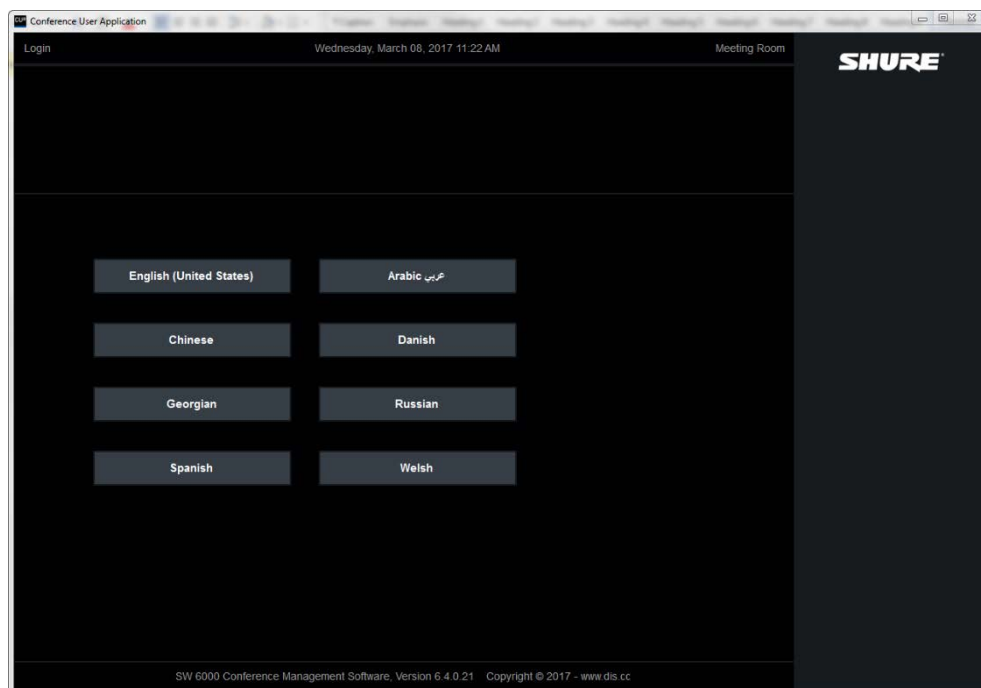 Conference User Application
Login Wednesday, March 08, 2017 11:22 AM Meeting Room
SHURE
English (United States) Arabic عربي
Chinese Danish
Georgian Russian
Spanish Welsh
SW 6000 Conference Management Software, Version 6.4.0.21 Copyright © 2017 - www.dis.cc